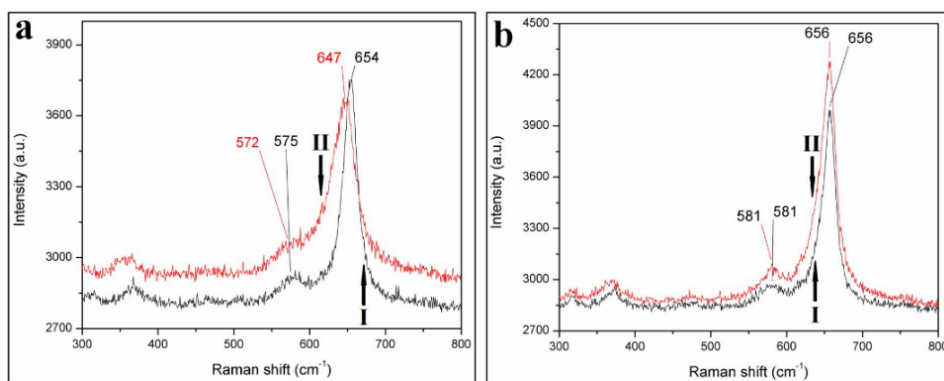 a
3900
3600
3300
3000
2700
Intensity (a.u.)
647
654
572
575
II
I
300 400 500 600 700 800
Raman shift (cm-1)
b
4500
4200
3900
3600
3300
3000
2700
Intensity (a.u.)
656
656
581
581
II
I
300 400 500 600 700 800
Raman shift (cm-1)